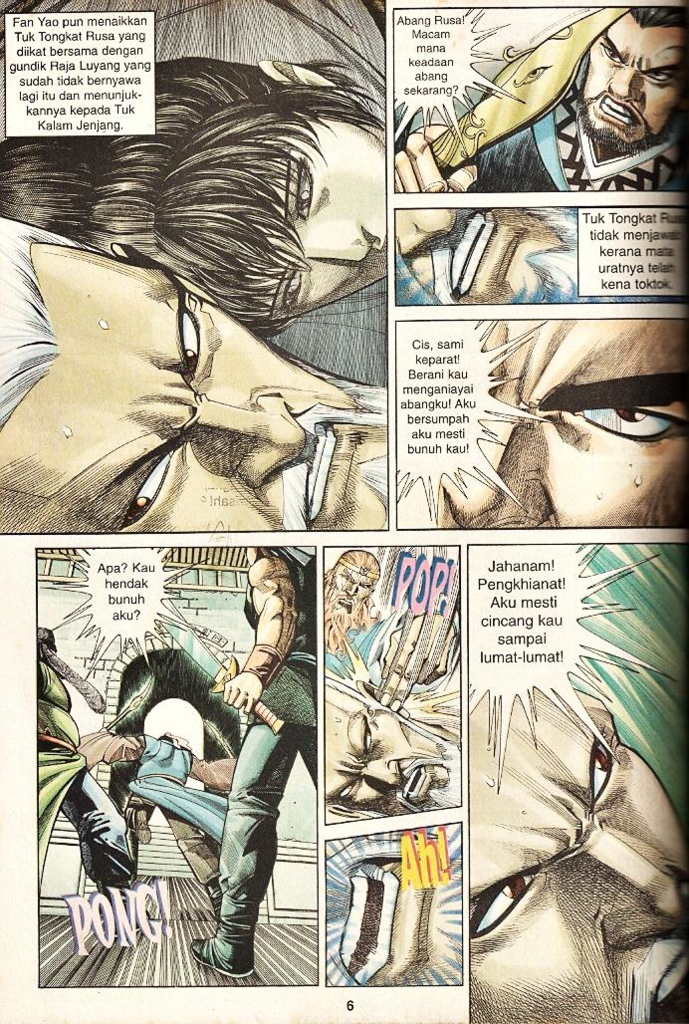 Fan Yao pun menaikkan
Tuk Tongkat Rusa yang
diikat bersama dengan
gundik Raja Luyang yang
sudah tidak bernyawa
lagi itu dan menunjuk-
kannya kepada Tuk
Kalam Jenjang.
Abang Rusa!
Macam
mana
keadaan
abang
sekarang?
Tuk Tongkat Rusa
tidak menjawab
kerana mata
uratnya telah
kena toktok.
Cis, sami
keparat!
Berani kau
menganiayai
abangku! Aku
bersumpah
aku mesti
bunuh kau!
Apa? Kau
hendak
bunuh
aku?
PONG!
POP!
Ah!
Jahanam!
Pengkhianat!
Aku mesti
cincang kau
sampai
lumat-lumat!
6